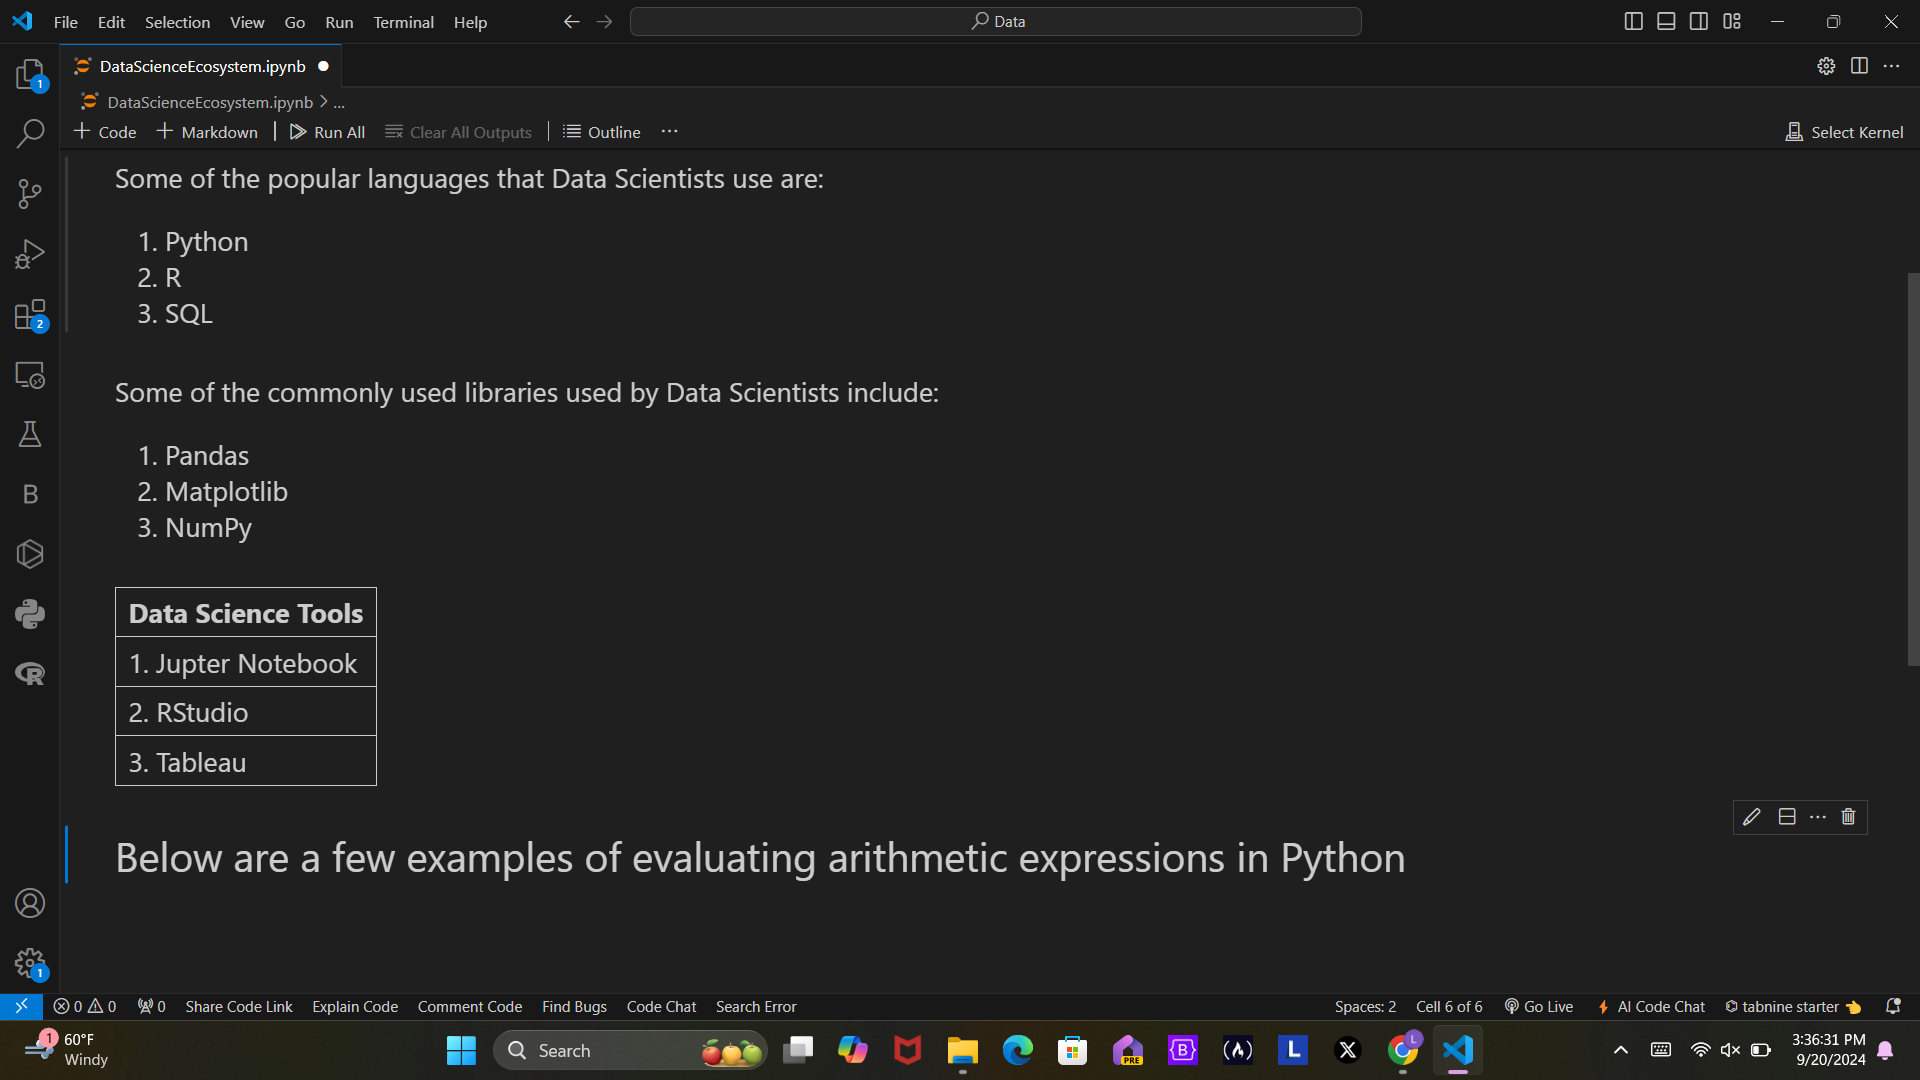 File Edit Selection View Go Run Terminal Help
Data
DataScienceEcosystem.ipynb
DataScienceEcosystem.ipynb > ...
Code Markdown Run All Clear All Outputs Outline ... Select Kernel
Some of the popular languages that Data Scientists use are:
1. Python
2. R
3. SQL
Some of the commonly used libraries used by Data Scientists include:
1. Pandas
2. Matplotlib
3. NumPy
Data Science Tools
1. Jupter Notebook
2. RStudio
3. Tableau
Below are a few examples of evaluating arithmetic expressions in Python
1
2
B
R
1
0 0 0 Share Code Link Explain Code Comment Code Find Bugs Code Chat Search Error Spaces: 2 Cell 6 of 6 Go Live AI Code Chat tabnine starter
1
60°F
Windy
Search
PRE
B
L
X
L
3:36:31 PM
9/20/2024